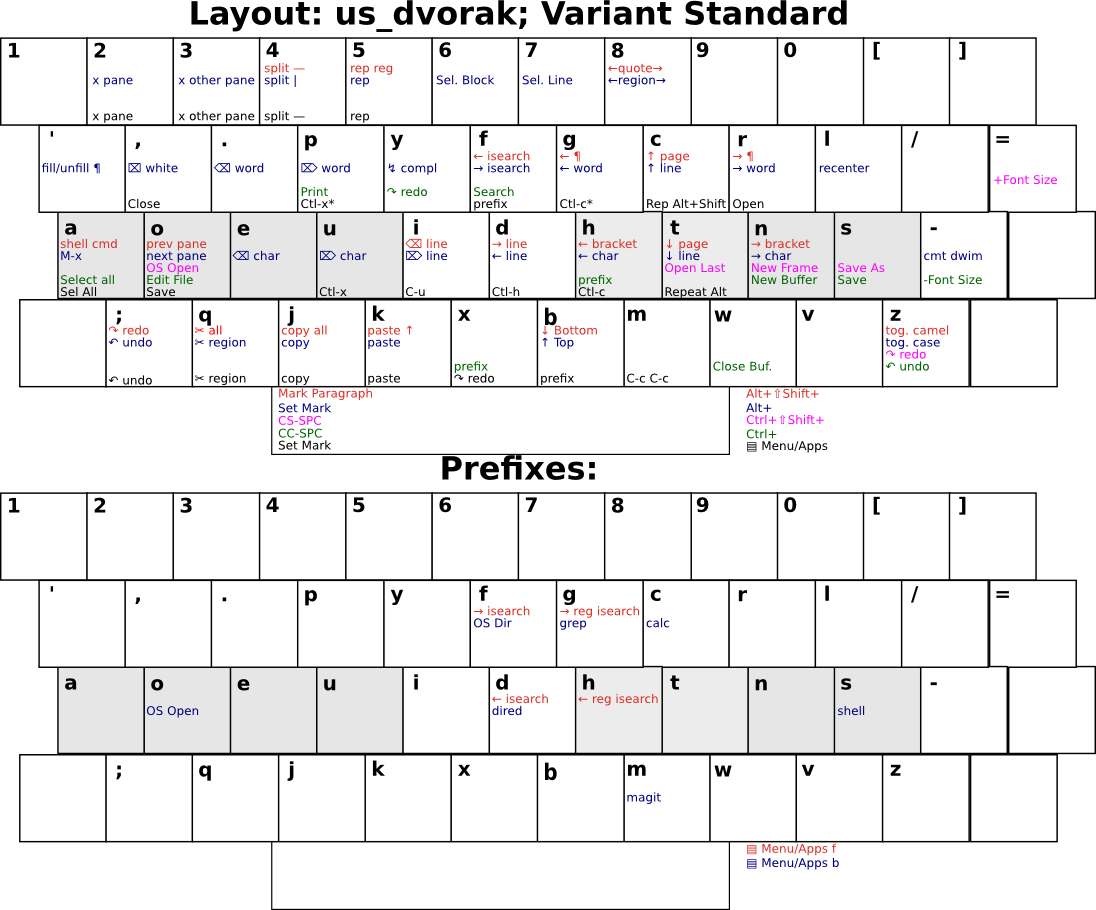 Layout: us_dvorak; Variant Standard
1 2 3 4 5 6 7 8 9 0 [ ]
split — rep reg ←quote→
x pane x other pane split | rep Sel. Block Sel. Line ←region→
x pane x other pane split — rep
' , . p y f g c r l / =
← isearch ← ¶ ↑ page → ¶
fill/unfill ¶ ⌧ white ⌫ word ⌦ word ↯ compl → isearch ← word ↑ line → word recenter
+Font Size
Print ↷ redo Search
Close Ctl-x* prefix Ctl-c* Rep Alt+Shift Open
a o e u i d h t n s -
shell cmd prev pane ⌫ line → line ← bracket ↓ page → bracket
M-x next pane ⌫ char ⌦ char ⌦ line ← line ← char ↓ line → char cmt dwim
OS Open Open Last New Frame Save As
Select all Edit File prefix New Buffer Save -Font Size
Sel All Save Ctl-x C-u Ctl-h Ctl-c Repeat Alt
; q j k x b m w v z
↷ redo ✂ all copy all paste ↑ ↓ Bottom tog. camel
↶ undo ✂ region copy paste ↑ Top tog. case
↷ redo
prefix Close Buf. ↶ undo
↶ undo ✂ region copy paste ↷ redo prefix C-c C-c
Mark Paragraph Alt+⇧Shift+
Set Mark Alt+
CS-SPC Ctrl+⇧Shift+
CC-SPC Ctrl+
Set Mark ▤ Menu/Apps
Prefixes:
1 2 3 4 5 6 7 8 9 0 [ ]
' , . p y f g c r l / =
→ isearch → reg isearch
OS Dir grep calc
a o e u i d h t n s -
← isearch ← reg isearch
OS Open dired shell
; q j k x b m w v z
magit
▤ Menu/Apps f
▤ Menu/Apps b